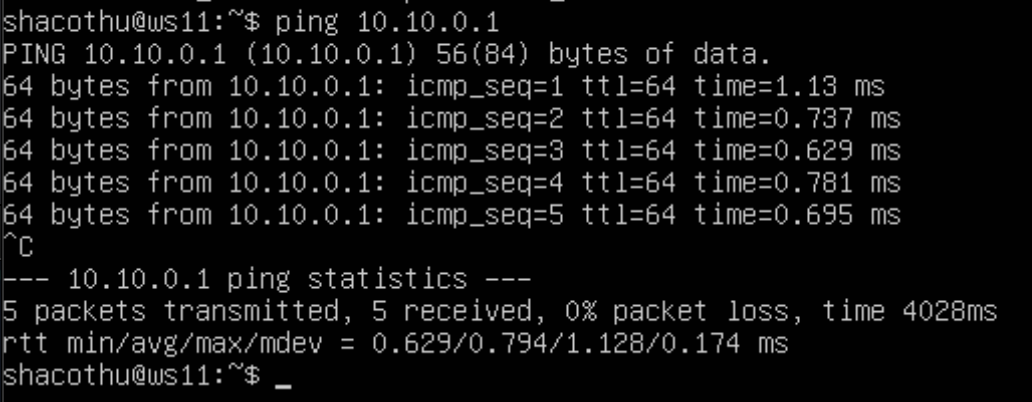 shacothu@ws11:~$ ping 10.10.0.1
PING 10.10.0.1 (10.10.0.1) 56(84) bytes of data.
64 bytes from 10.10.0.1: icmp_seq=1 ttl=64 time=1.13 ms
64 bytes from 10.10.0.1: icmp_seq=2 ttl=64 time=0.737 ms
64 bytes from 10.10.0.1: icmp_seq=3 ttl=64 time=0.629 ms
64 bytes from 10.10.0.1: icmp_seq=4 ttl=64 time=0.781 ms
64 bytes from 10.10.0.1: icmp_seq=5 ttl=64 time=0.695 ms
^C
--- 10.10.0.1 ping statistics ---
5 packets transmitted, 5 received, 0% packet loss, time 4028ms
rtt min/avg/max/mdev = 0.629/0.794/1.128/0.174 ms
shacothu@ws11:~$ _